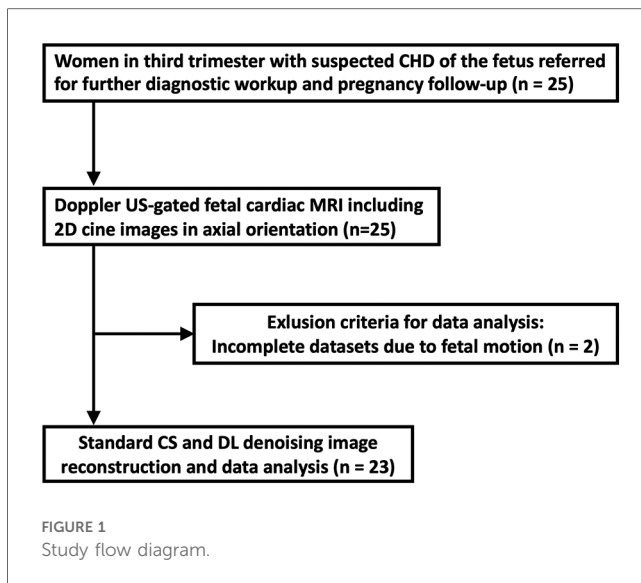 Women in third trimester with suspected CHD of the fetus referred
for further diagnostic workup and pregnancy follow-up (n = 25)
Doppler US-gated fetal cardiac MRI including
2D cine images in axial orientation (n=25)
Exlusion criteria for data analysis:
Incomplete datasets due to fetal motion (n = 2)
Standard CS and DL denoising image
reconstruction and data analysis (n = 23)
FIGURE 1
Study flow diagram.